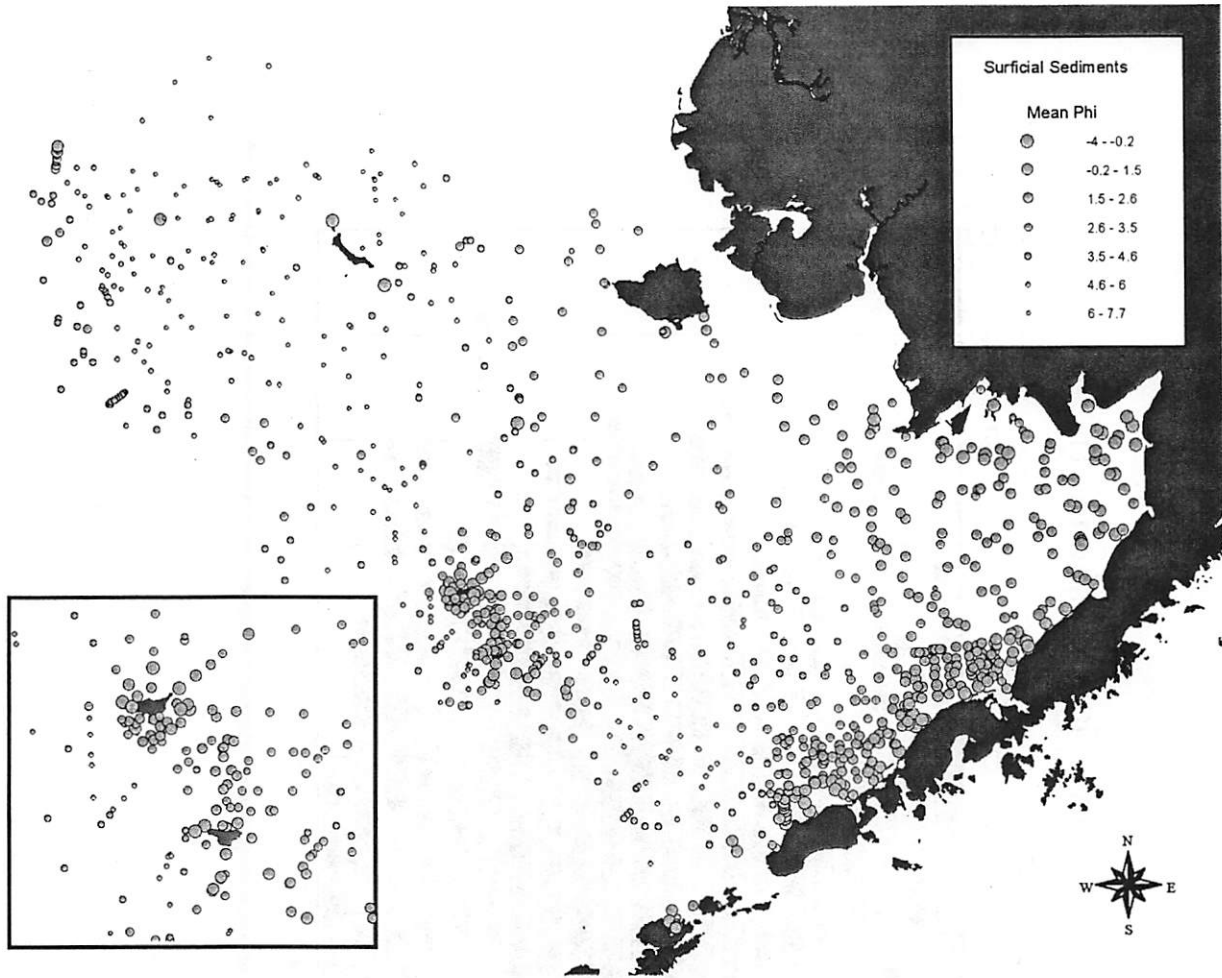 Surficial Sediments
Mean Phi
-4 - -0.2
-0.2 - 1.5
1.5 - 2.6
2.6 - 3.5
3.5 - 4.6
4.6 - 6
6 - 7.7
N
W E
S